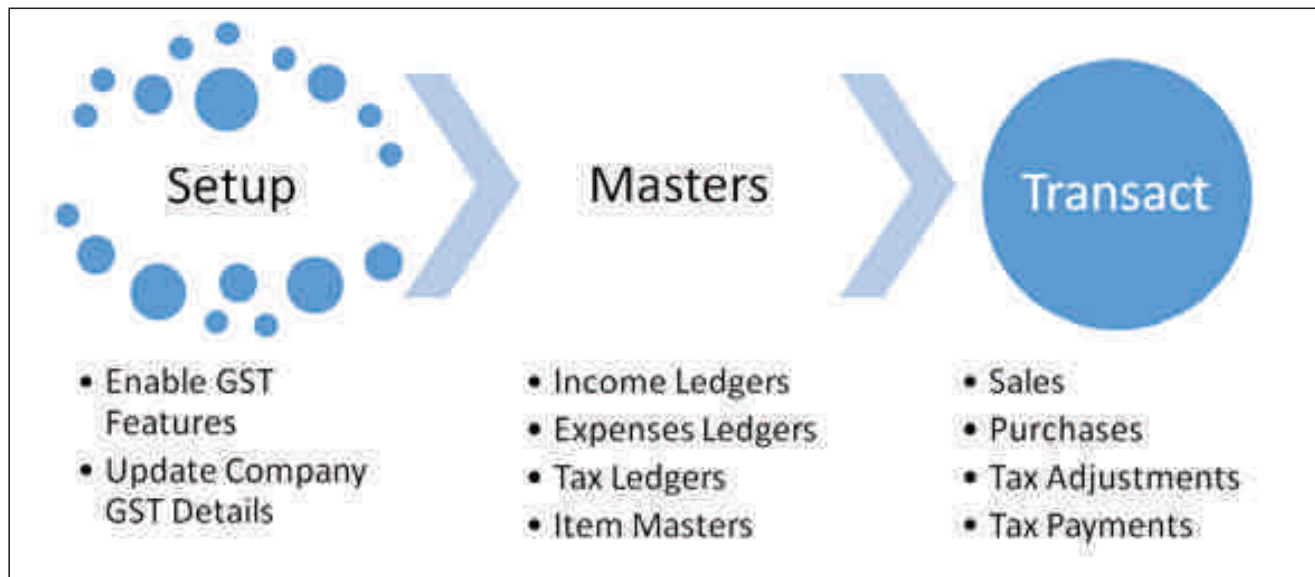 Setup
Masters
Transact
• Enable GST
Features
• Update Company
GST Details
• Income Ledgers
• Expenses Ledgers
• Tax Ledgers
• Item Masters
• Sales
• Purchases
• Tax Adjustments
• Tax Payments